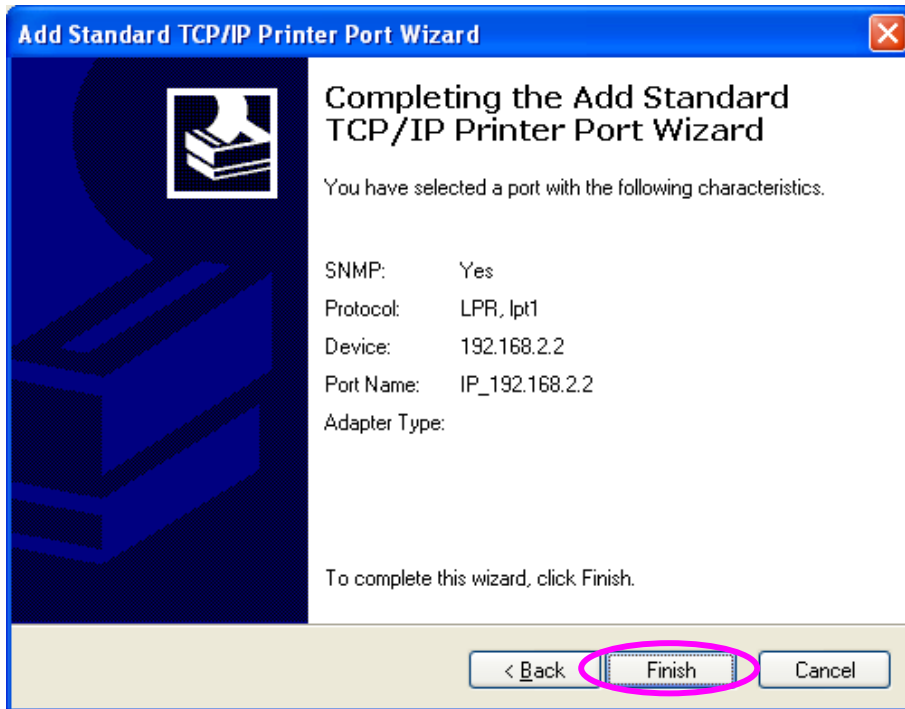 Add Standard TCP/IP Printer Port Wizard
Completing the Add Standard
TCP/IP Printer Port Wizard
You have selected a port with the following characteristics.
SNMP: Yes
Protocol: LPR, lpt1
Device: 192.168.2.2
Port Name: IP_192.168.2.2
Adapter Type:
To complete this wizard, click Finish.
< Back Finish Cancel